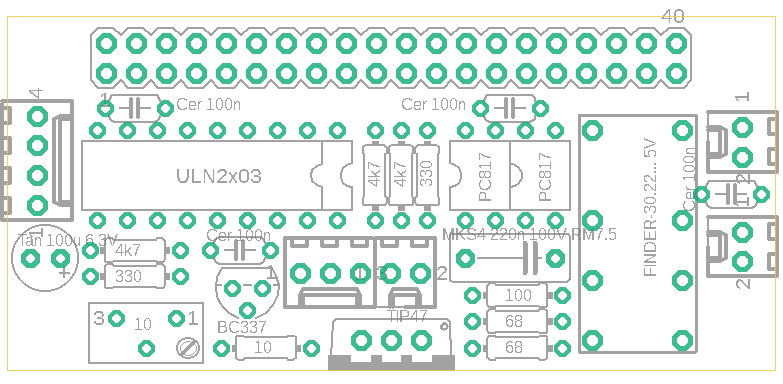 40
1
4
Cer 100n
Cer 100n
1
ULN2x03
4k7
4k7
330
PC817
PC817
FINDER 30.22... 5V
Cer 100n
2
1
1
Tan 100u 6.3V
+
4k7
330
Cer 100n
MKS4 220n 100V RM7.5
1
3
1
2
2
3
10
1
BC337
10
TIP47
100
68
68